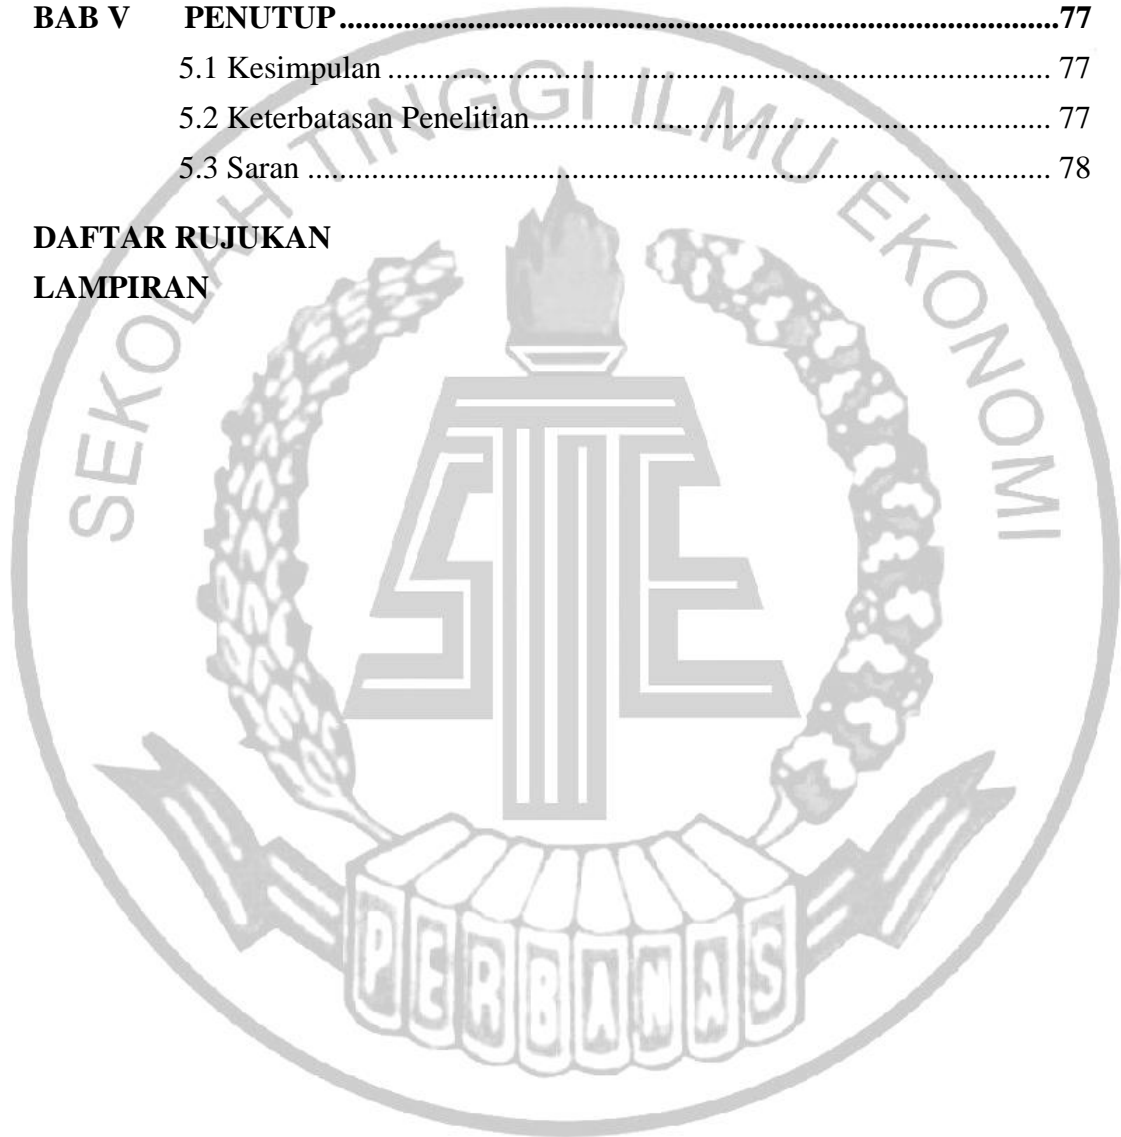 BAB V PENUTUP ........................................................................................77
5.1 Kesimpulan ................................................................................... 77
5.2 Keterbatasan Penelitian................................................................. 77
5.3 Saran ............................................................................................. 78
DAFTAR RUJUKAN
LAMPIRAN
SEKOLAH TINGGI ILMU EKONOMI
STIE
PERBANAS